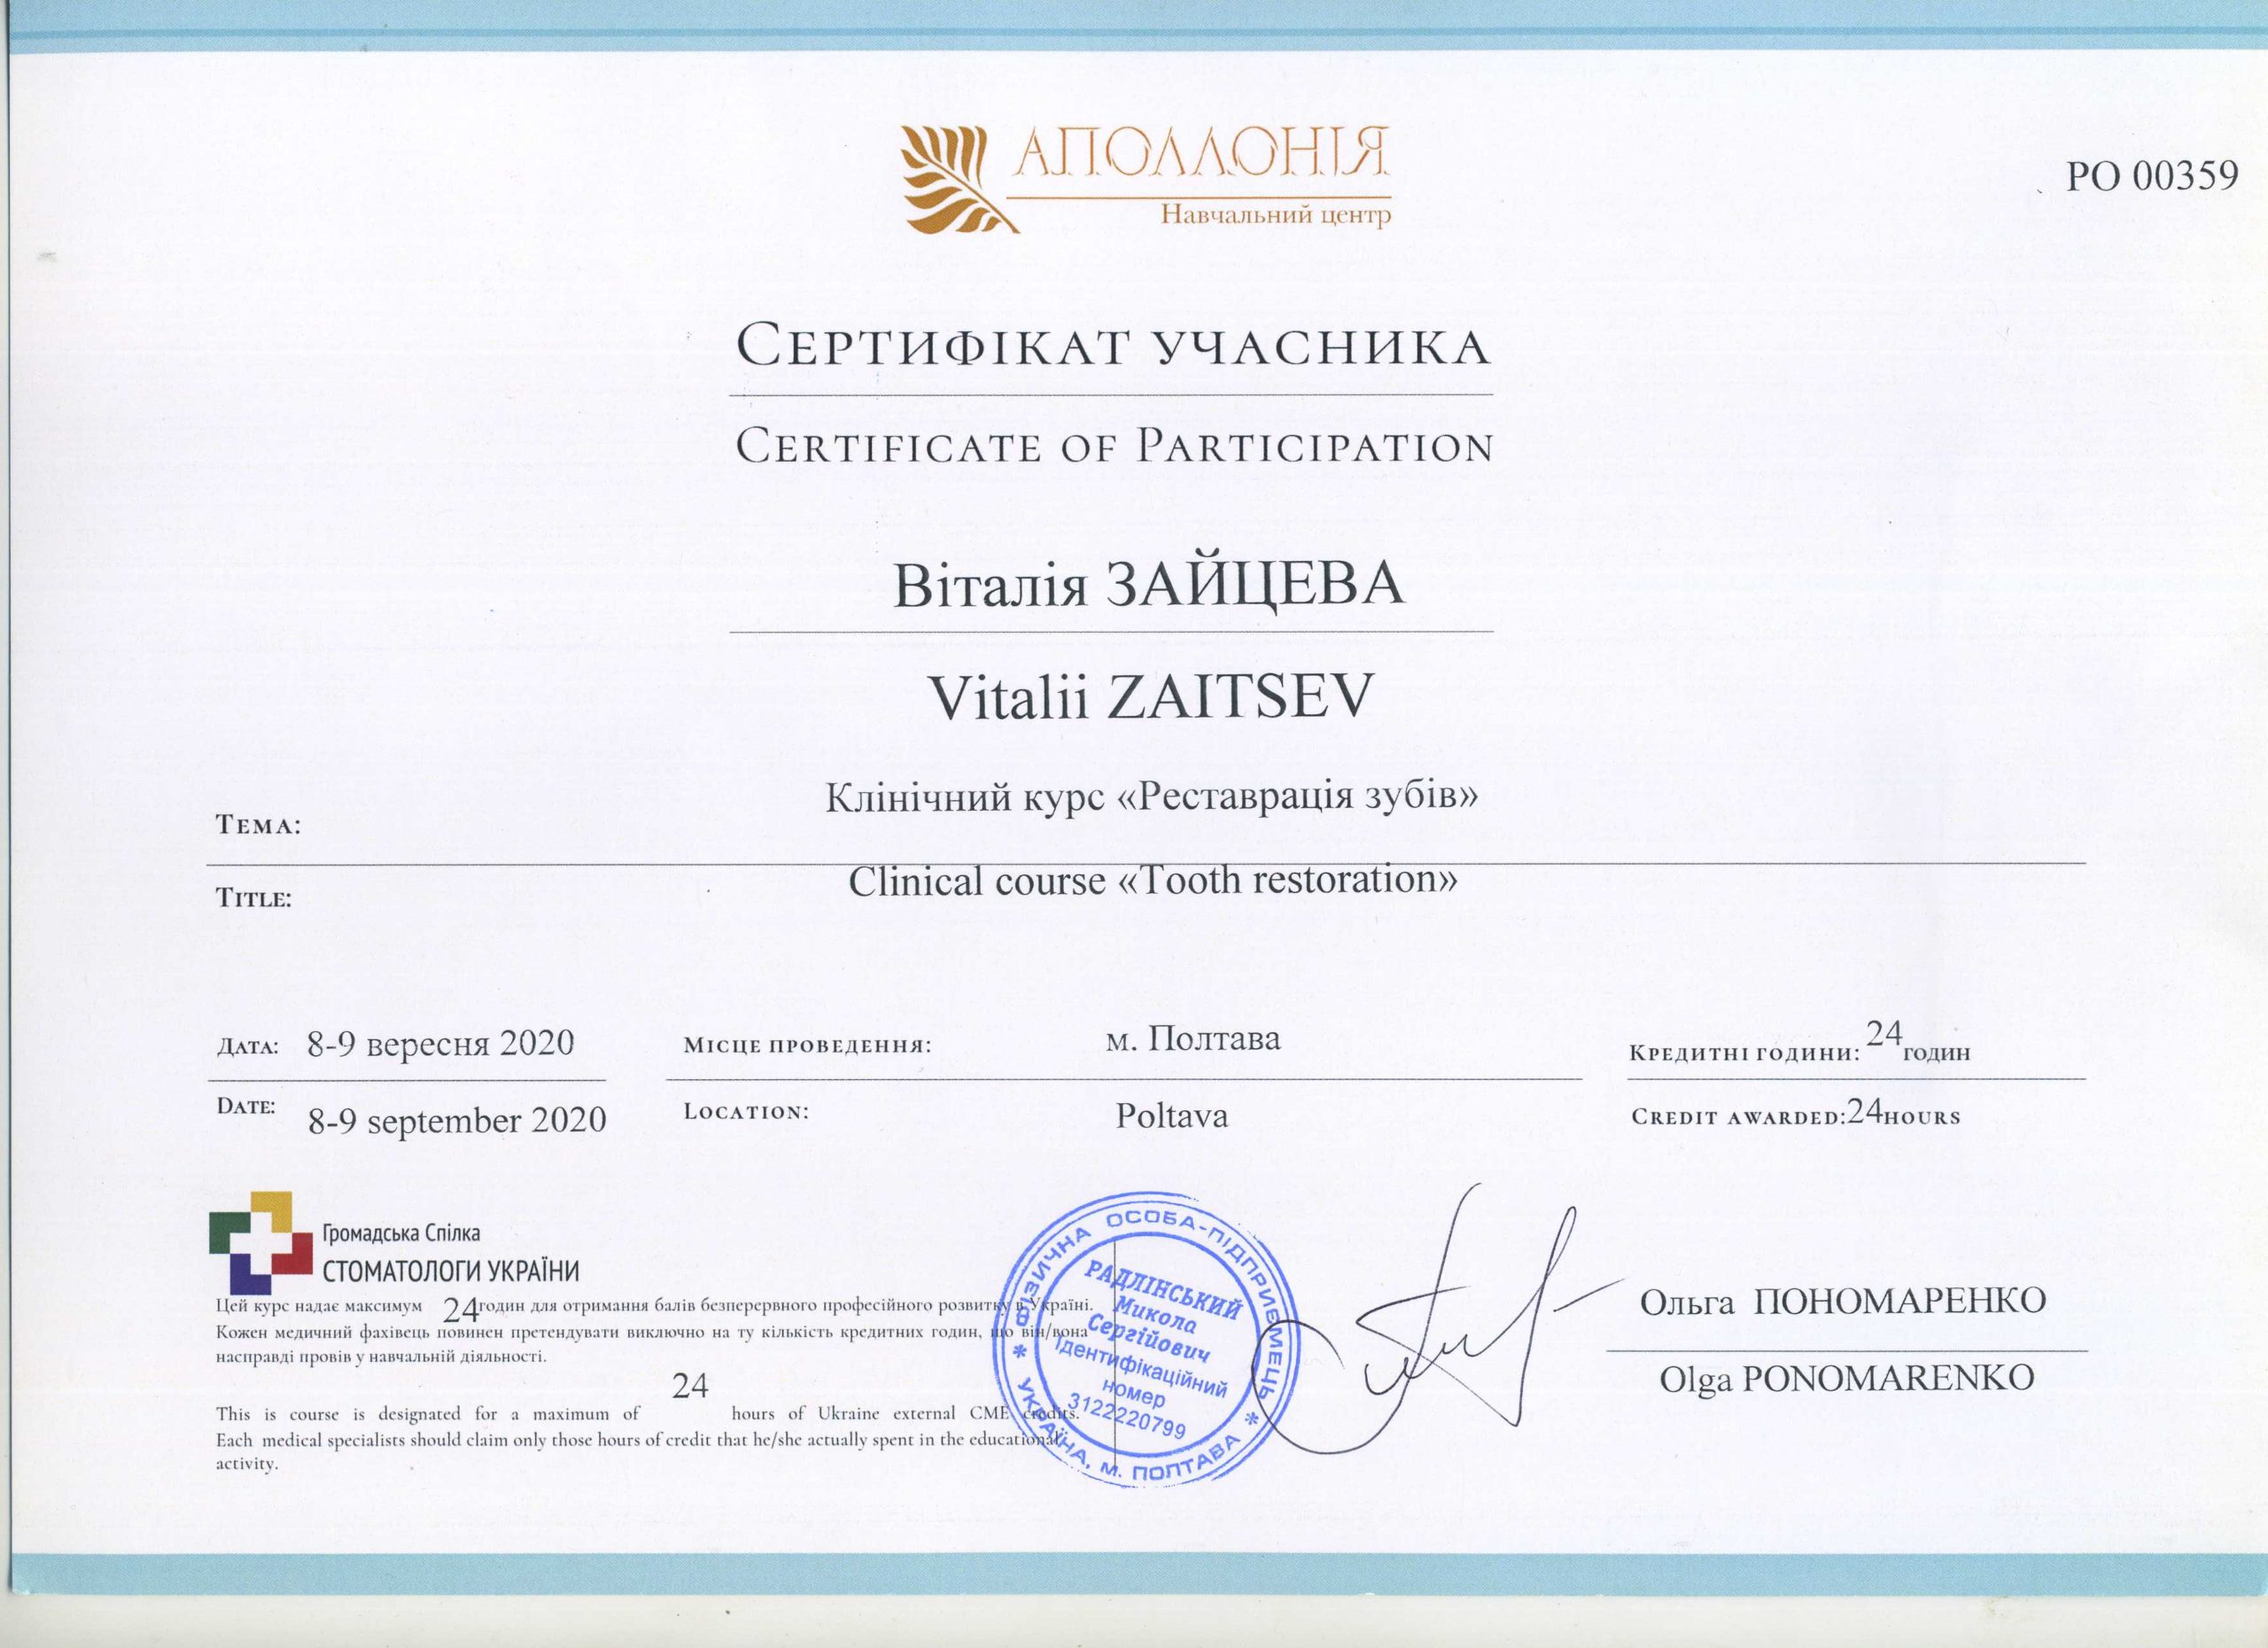 АПОЛЛОНІЯ
Навчальний центр
PO 00359
Сертифікат учасника
Certificate of Participation
Віталія ЗАЙЦЕВА
Vitalii ZAITSEV
Тема: Клінічний курс «Реставрація зубів»
Title: Clinical course «Tooth restoration»
Дата: 8-9 вересня 2020 Місце проведення: м. Полтава Кредитні години: 24 годин
Date: 8-9 september 2020 Location: Poltava Credit awarded: 24 hours
Громадська Спілка
СТОМАТОЛОГИ УКРАЇНИ
Цей курс надає максимум 24 годин для отримання балів безперервного професійного розвитку в Україні.
Кожен медичний фахівець повинен претендувати виключно на ту кількість кредитних годин, що він/вона
насправді провів у навчальній діяльності.
This is course is designated for a maximum of 24 hours of Ukraine external CME credits.
Each medical specialists should claim only those hours of credit that he/she actually spent in the educational
activity.
ФІЗИЧНА ОСОБА-ПІДПРИЄМЕЦЬ
РАДЛІНСЬКИЙ
Микола
Сергійович
Ідентифікаційний
номер
3122220799
* УКРАЇНА, М. ПОЛТАВА *
Ольга ПОНОМАРЕНКО
Olga PONOMARENKO